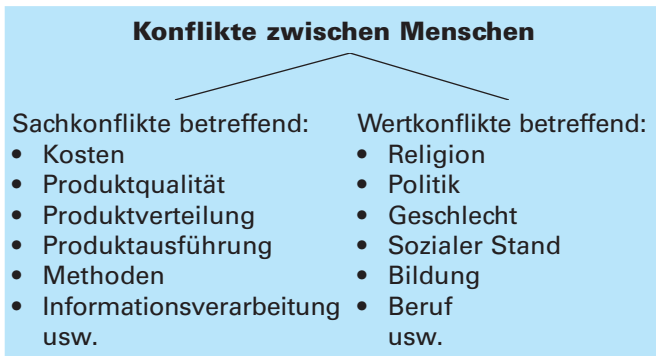 Konflikte zwischen Menschen
Sachkonflikte betreffend:
• Kosten
• Produktqualität
• Produktverteilung
• Produktausführung
• Methoden
• Informationsverarbeitung
usw.
Wertkonflikte betreffend:
• Religion
• Politik
• Geschlecht
• Sozialer Stand
• Bildung
• Beruf
usw.